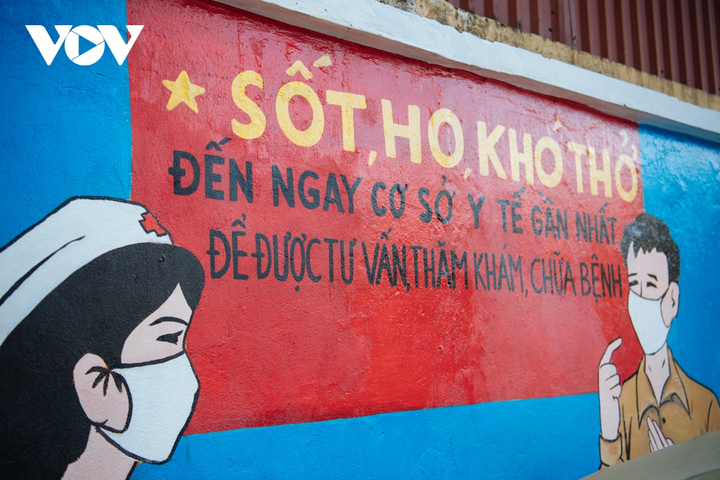 VOV
SỐT, HO, KHÓ THỞ
ĐẾN NGAY CƠ SỞ Y TẾ GẦN NHẤT
ĐỂ ĐƯỢC TƯ VẤN, THĂM KHÁM, CHỮA BỆNH